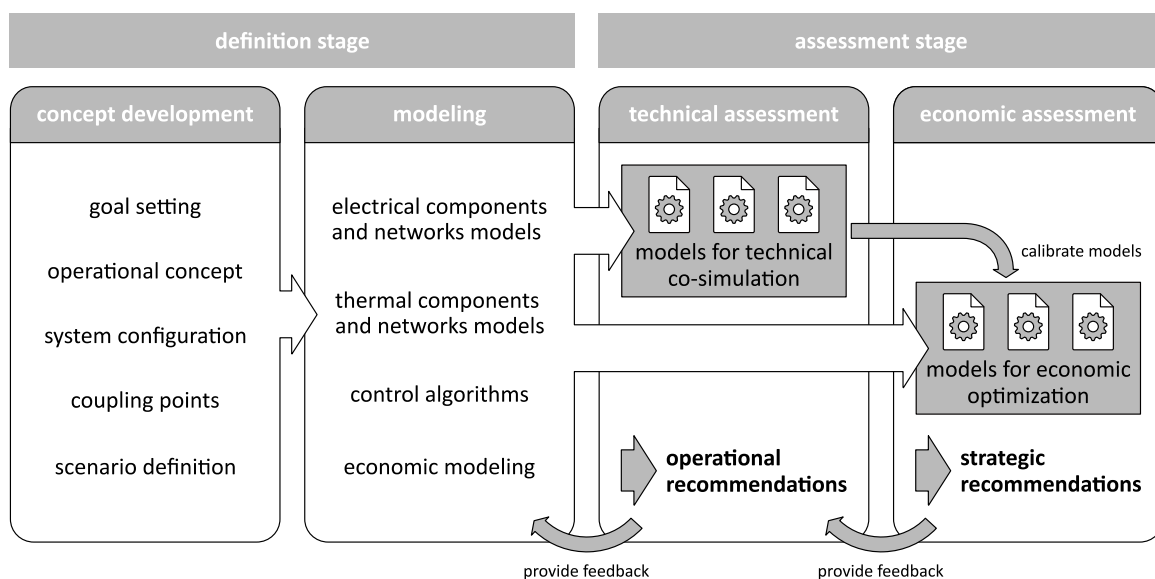 definition stage
assessment stage
concept development
modeling
technical assessment
economic assessment
goal setting
operational concept
system configuration
coupling points
scenario definition
electrical components
and networks models
thermal components
and networks models
control algorithms
economic modeling
models for technical
co-simulation
calibrate models
models for economic
optimization
operational
recommendations
strategic
recommendations
provide feedback
provide feedback